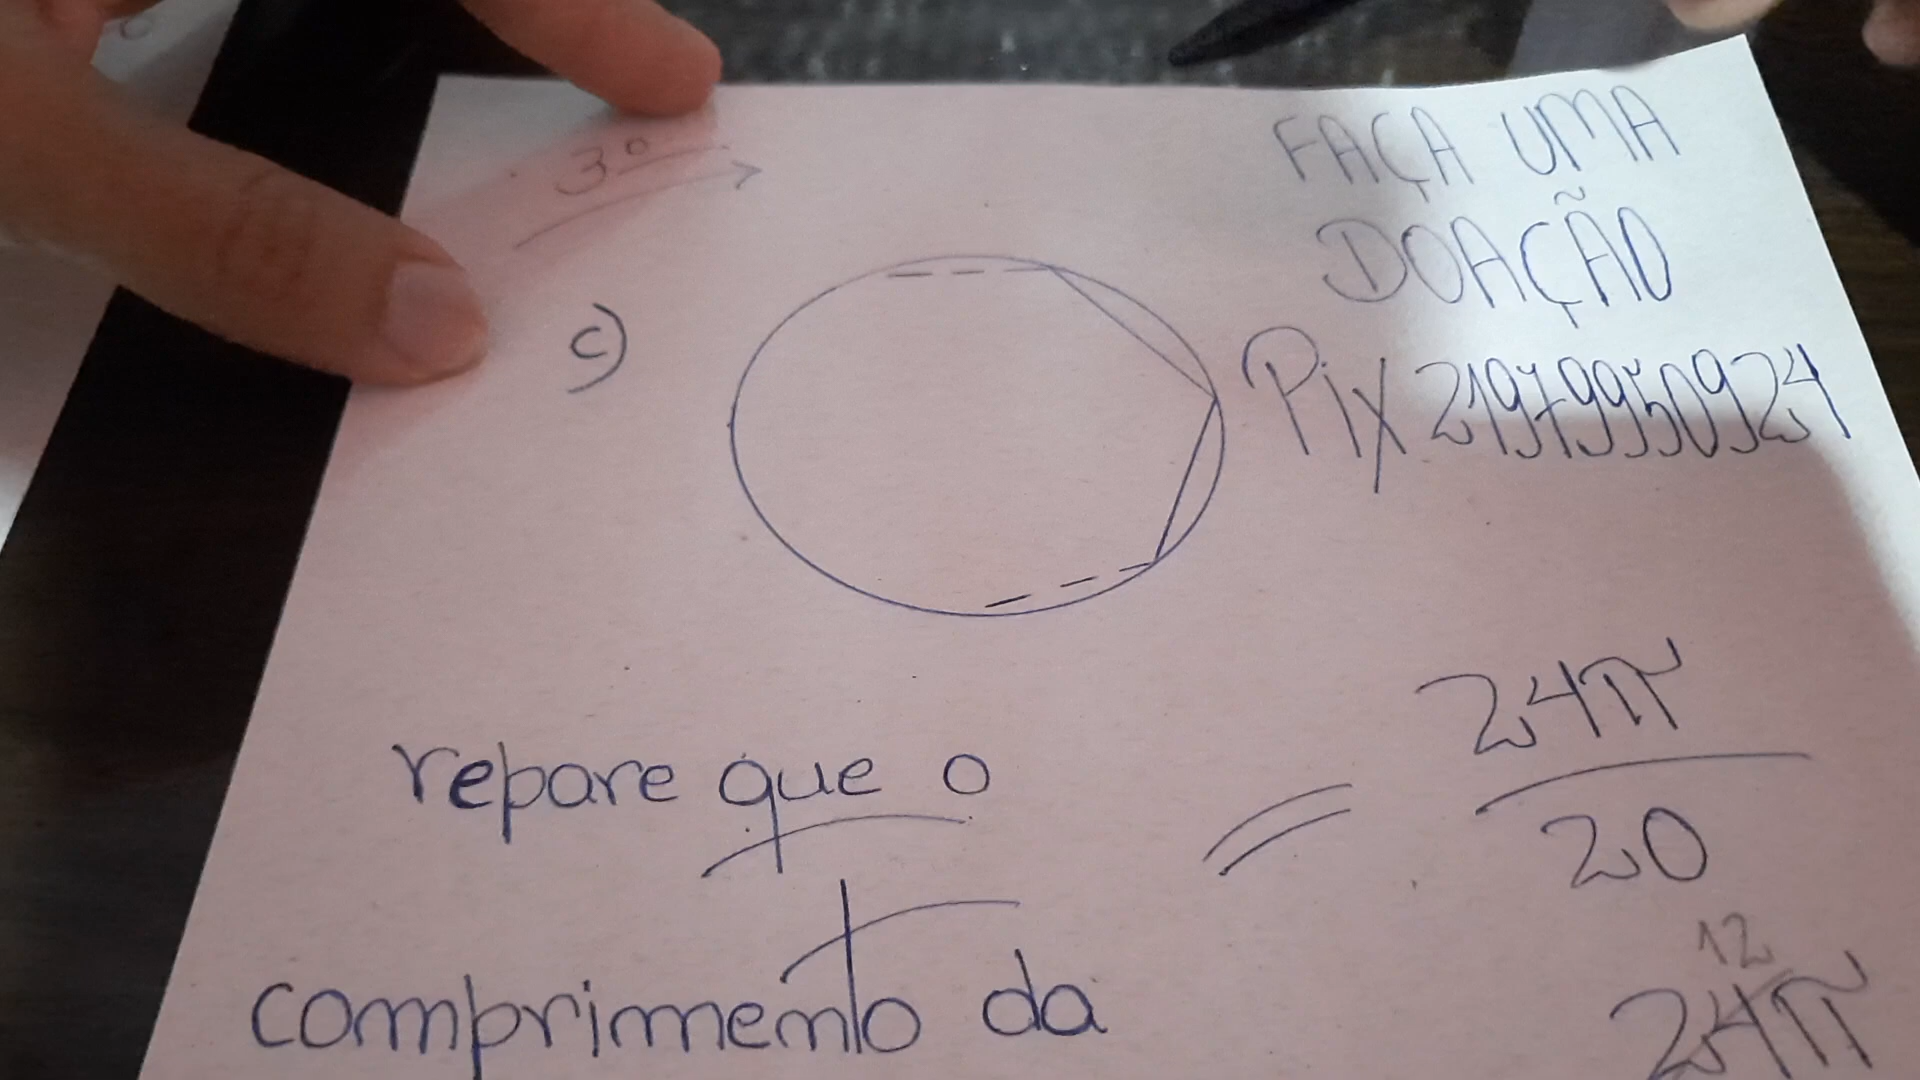 3º
FAÇA UMA
DOAÇÃO
c)
Pix 21979950924
24π
repare que o =
20
12
comprimento da
24π